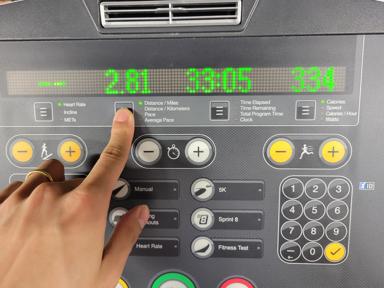 --- 2.81 33:05 334
Heart Rate
Incline
METs
Distance / Miles
Distance / Kilometers
Pace
Average Pace
Time Elapsed
Time Remaining
Total Program Time
Clock
Calories
Speed
Calories / Hour
Watts
Manual
5K
Sprint 8
Heart Rate
Fitness Test
1 2 3
4 5 6
7 8 9
0
ID